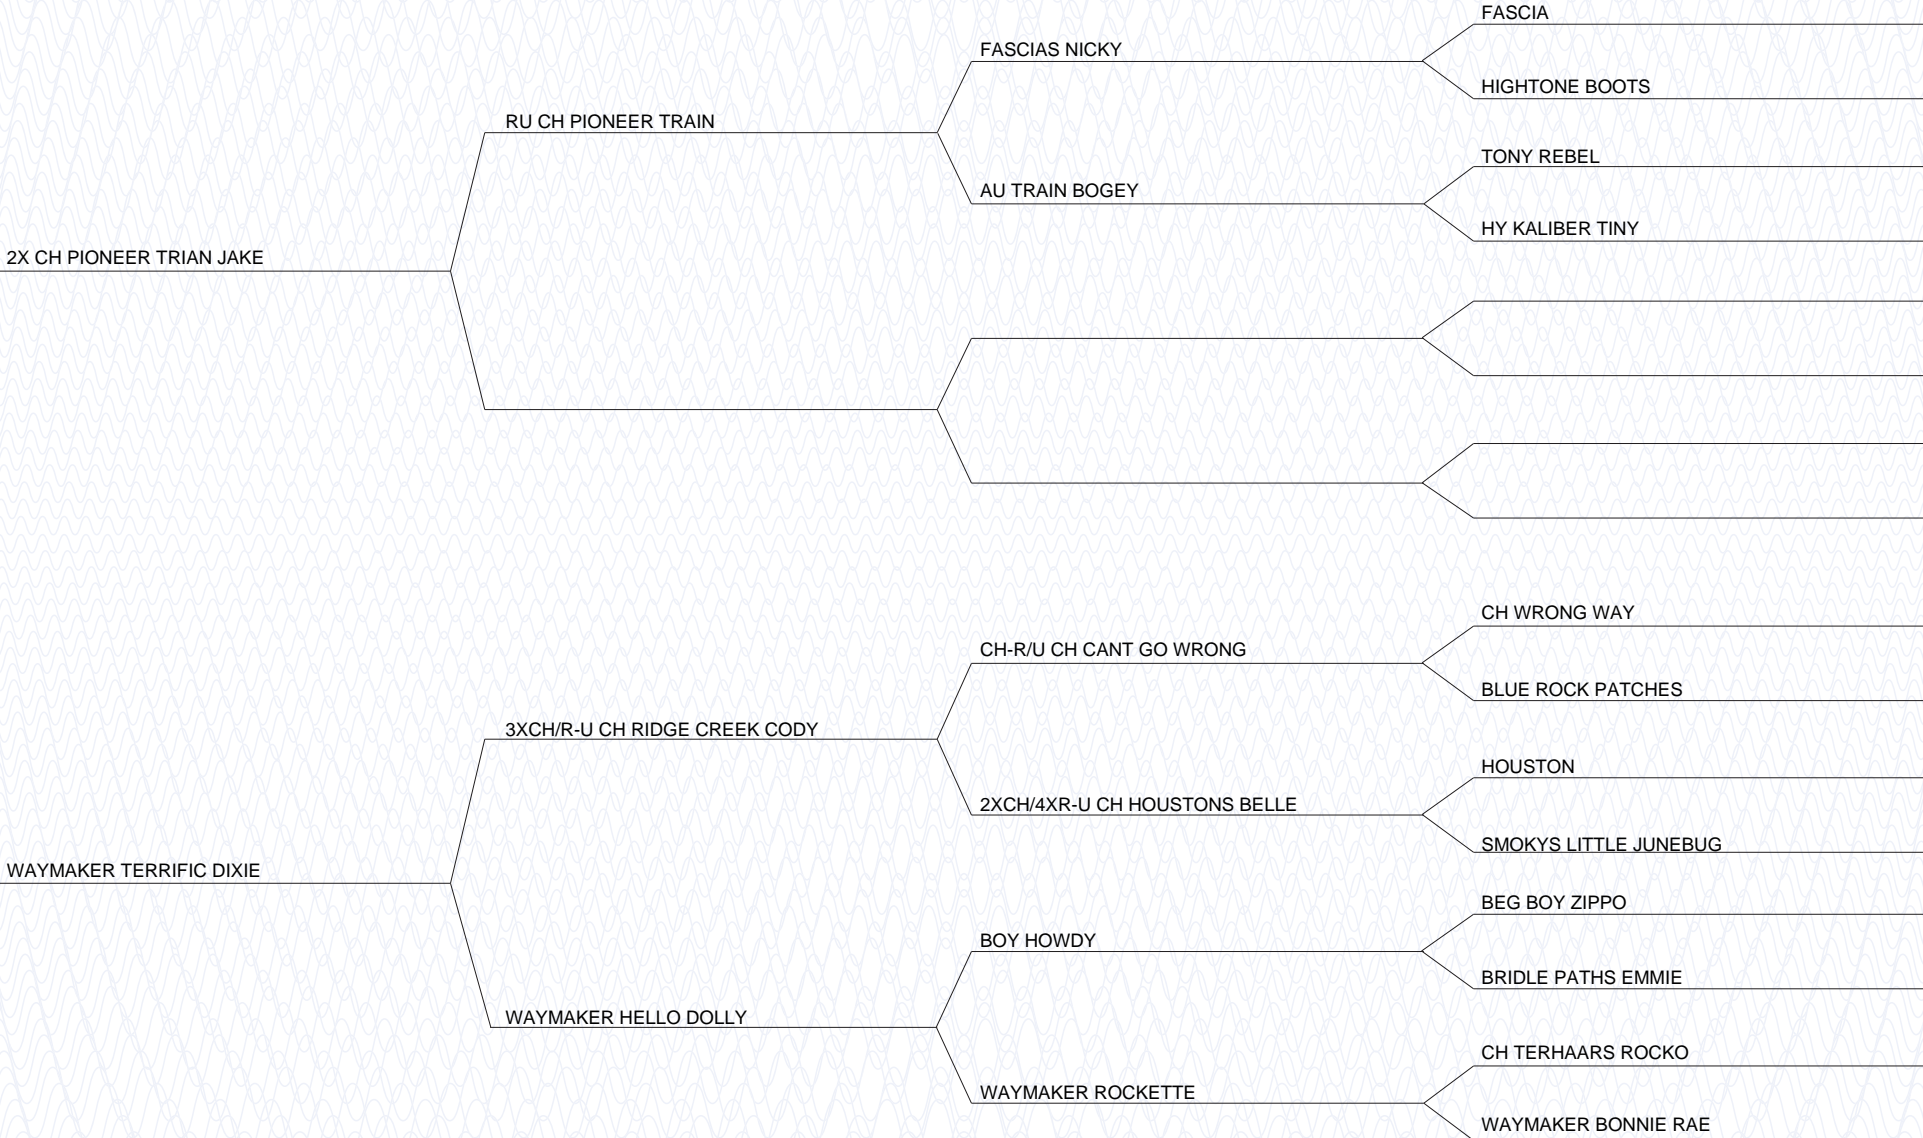 FASCIA
FASCIAS NICKY
HIGHTONE BOOTS
RU CH PIONEER TRAIN
TONY REBEL
AU TRAIN BOGEY
HY KALIBER TINY
2X CH PIONEER TRIAN JAKE
CH WRONG WAY
CH-R/U CH CANT GO WRONG
BLUE ROCK PATCHES
3XCH/R-U CH RIDGE CREEK CODY
HOUSTON
2XCH/4XR-U CH HOUSTONS BELLE
SMOKYS LITTLE JUNEBUG
WAYMAKER TERRIFIC DIXIE
BEG BOY ZIPPO
BOY HOWDY
BRIDLE PATHS EMMIE
WAYMAKER HELLO DOLLY
CH TERHAARS ROCKO
WAYMAKER ROCKETTE
WAYMAKER BONNIE RAE